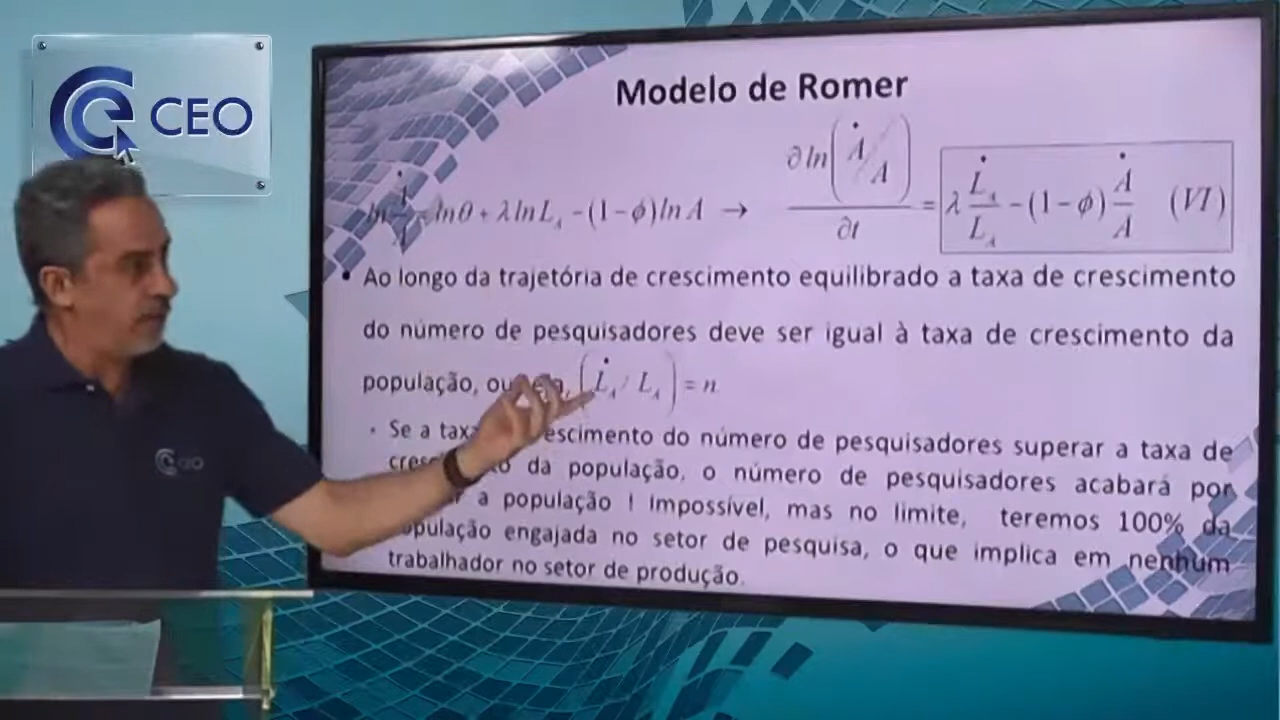 CEO
Modelo de Romer
= ln θ + λ ln L_A - (1-ϕ) ln A → ∂ ln(Ȧ/A) / ∂t = λ L̇_A/L_A - (1-ϕ) Ȧ/A (VI)
• Ao longo da trajetória de crescimento equilibrado a taxa de crescimento
do número de pesquisadores deve ser igual à taxa de crescimento da
população, ou (L̇_A / L_A) = n
• Se a taxa escimento do número de pesquisadores superar a taxa de
da população, o número de pesquisadores acabará por
a população ! Impossível, mas no limite, teremos 100% da
opulação engajada no setor de pesquisa, o que implica em nenhum
trabalhador no setor de produção.
CEO